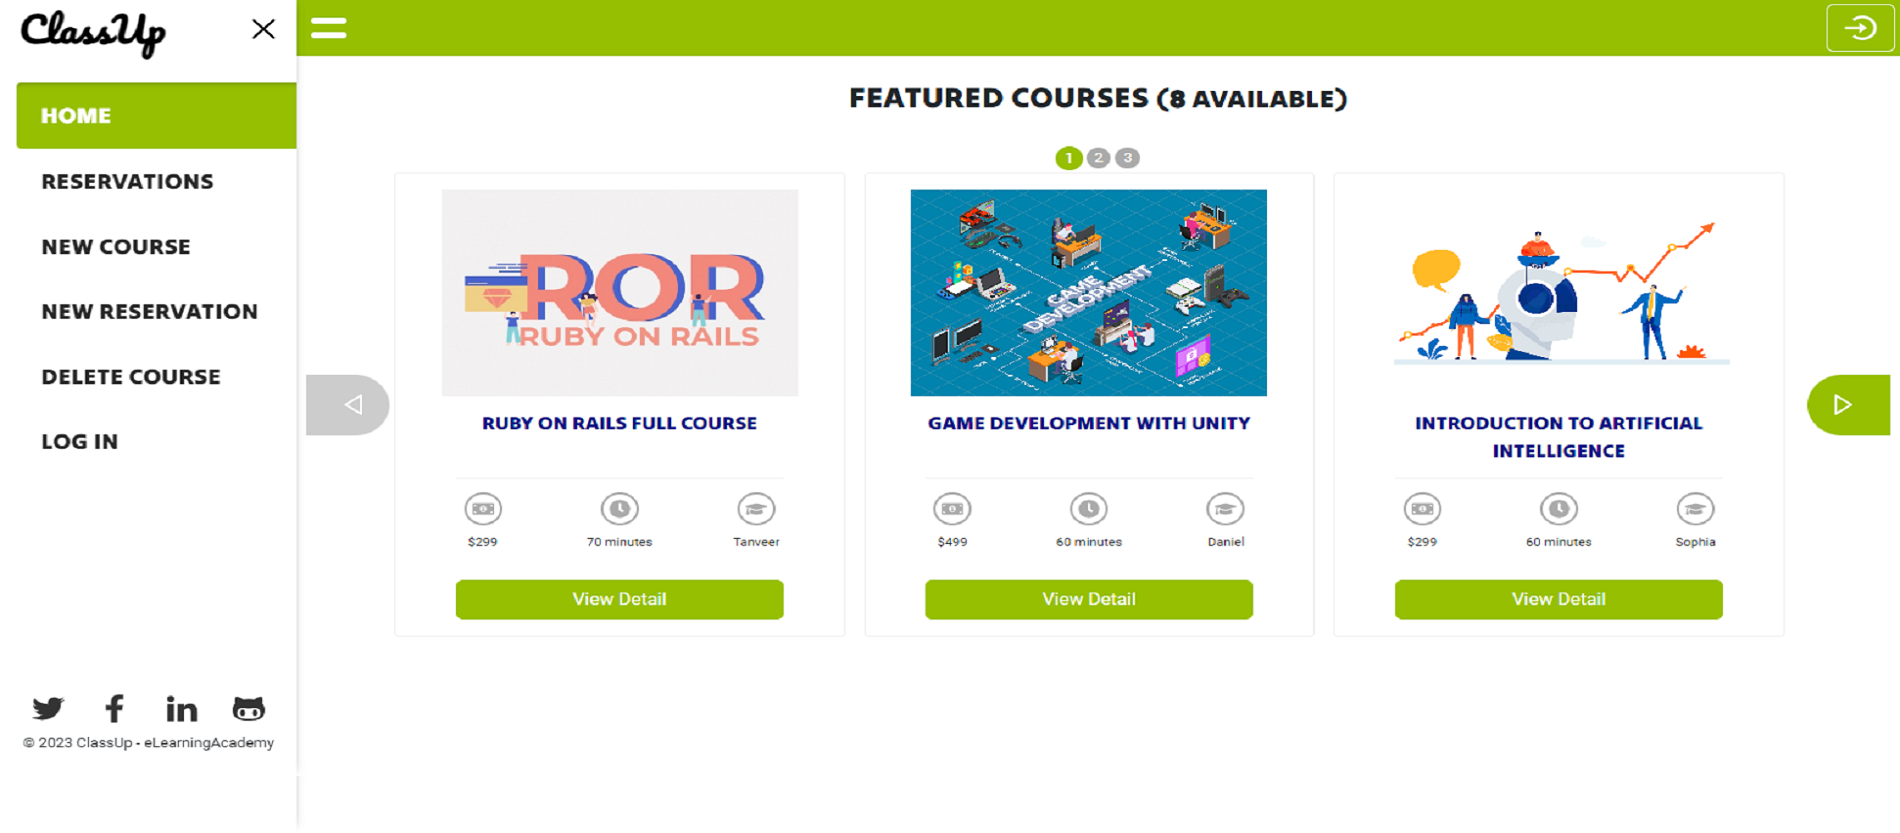 ClassUp
HOME
RESERVATIONS
NEW COURSE
NEW RESERVATION
DELETE COURSE
LOG IN
© 2023 ClassUp - eLearningAcademy
FEATURED COURSES (8 AVAILABLE)
1 2 3
ROR
RUBY ON RAILS
RUBY ON RAILS FULL COURSE
$299 70 minutes Tanveer
View Detail
GAME
DEVELOPMENT
GAME DEVELOPMENT WITH UNITY
$499 60 minutes Daniel
View Detail
INTRODUCTION TO ARTIFICIAL
INTELLIGENCE
$299 60 minutes Sophia
View Detail